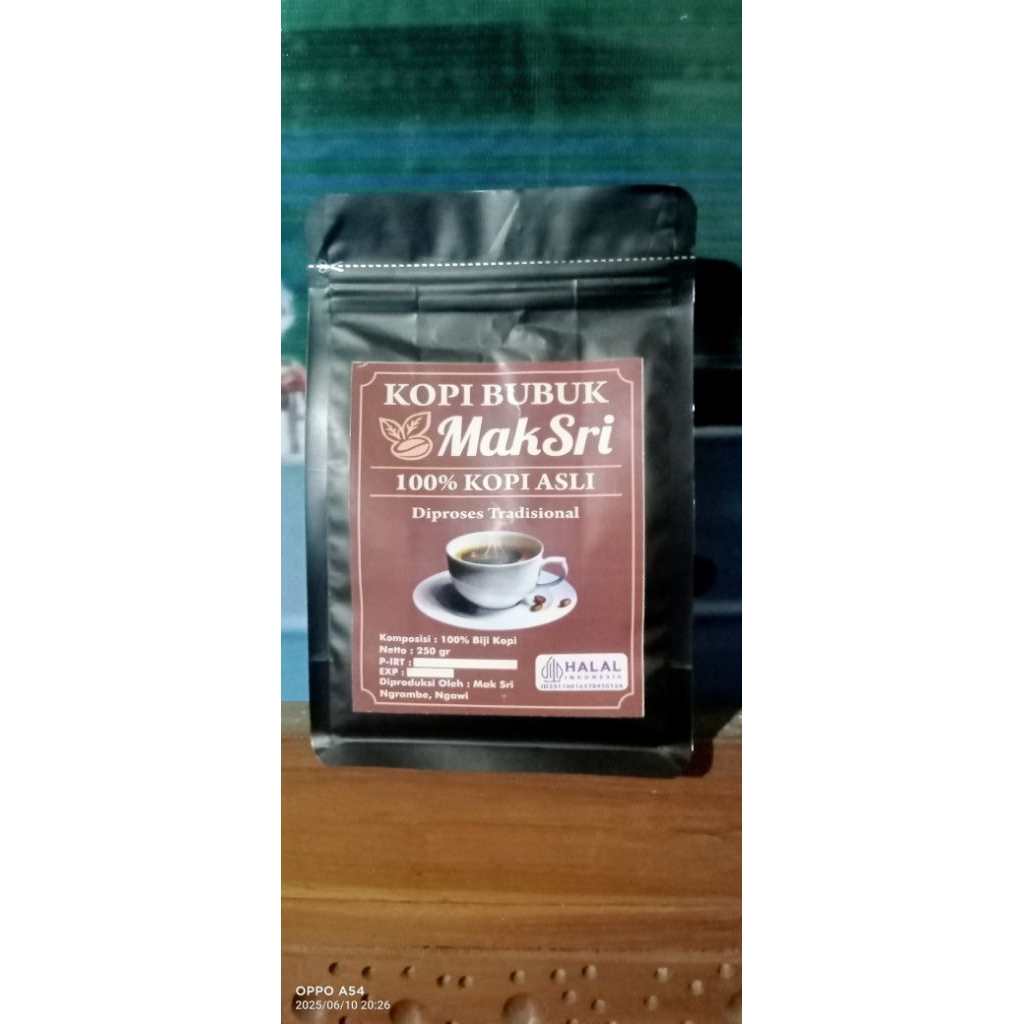 KOPI BUBUK
MakSri
100% KOPI ASLI
Diproses Tradisional
Komposisi : 100% Biji Kopi
Netto : 250 gr
P-IRT :
EXP :
Diproduksi Oleh : Mak Sri
Ngrambe, Ngawi
HALAL
INDONESIA
OPPO A54
2025/06/10 20:26